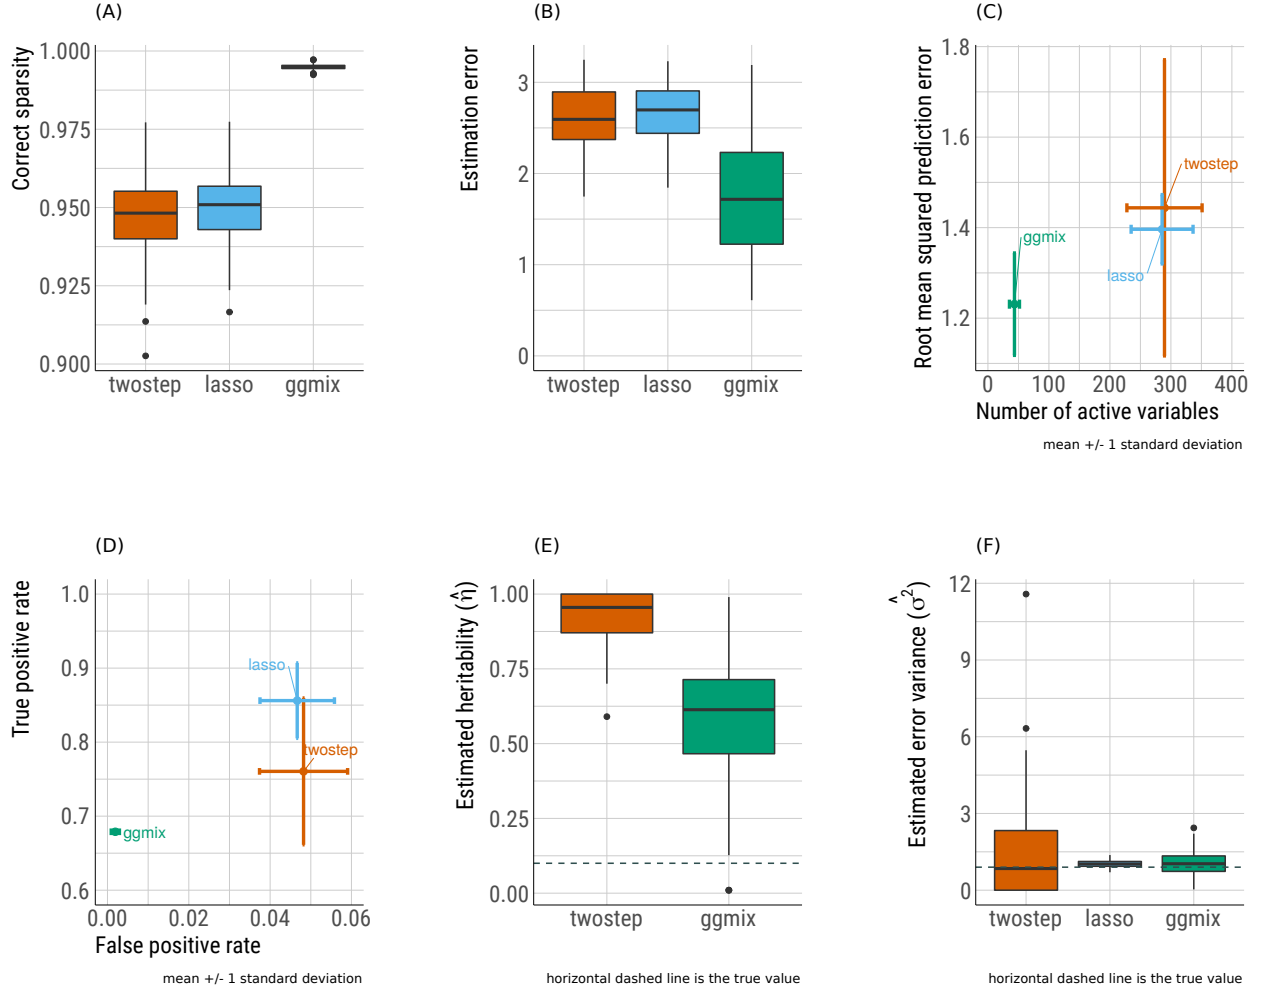 (A)
Correct sparsity
1.000
0.975
0.950
0.925
0.900
twostep lasso ggmix
(B)
Estimation error
3
2
1
0
twostep lasso ggmix
(C)
Root mean squared prediction error
1.8
1.6
1.4
1.2
twostep
ggmix
lasso
0 100 200 300 400
Number of active variables
mean +/- 1 standard deviation
(D)
True positive rate
1.0
0.9
0.8
0.7
0.6
lasso
twostep
ggmix
0.00 0.02 0.04 0.06
False positive rate
mean +/- 1 standard deviation
(E)
Estimated heritability (η̂)
1.00
0.75
0.50
0.25
0.00
twostep ggmix
horizontal dashed line is the true value
(F)
Estimated error variance (σ̂²)
12
9
6
3
0
twostep lasso ggmix
horizontal dashed line is the true value